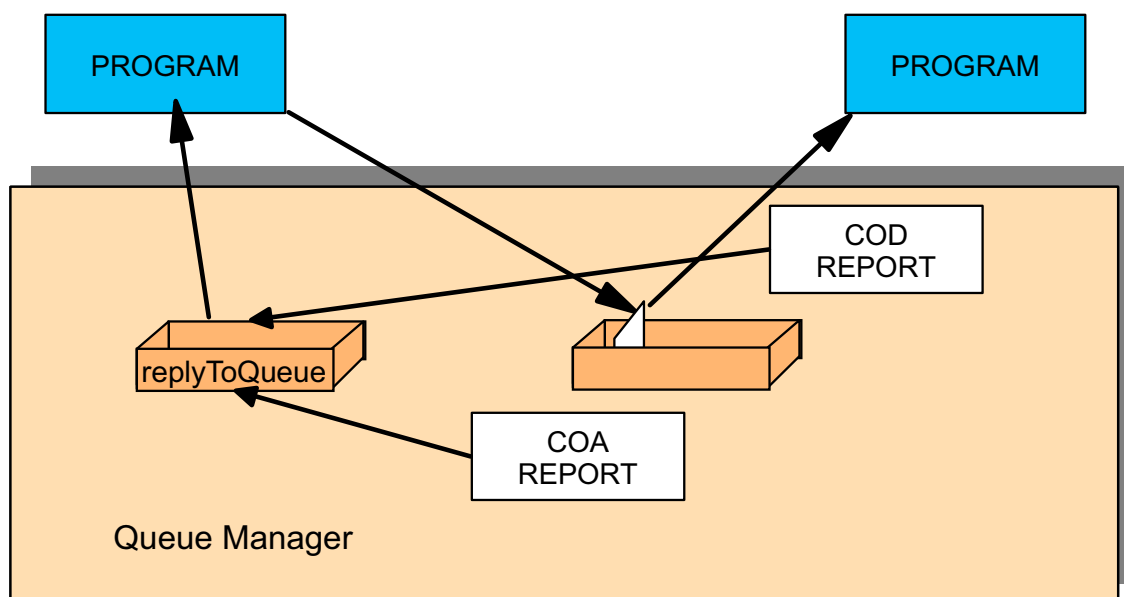 PROGRAM
PROGRAM
COD
REPORT
replyToQueue
COA
REPORT
Queue Manager